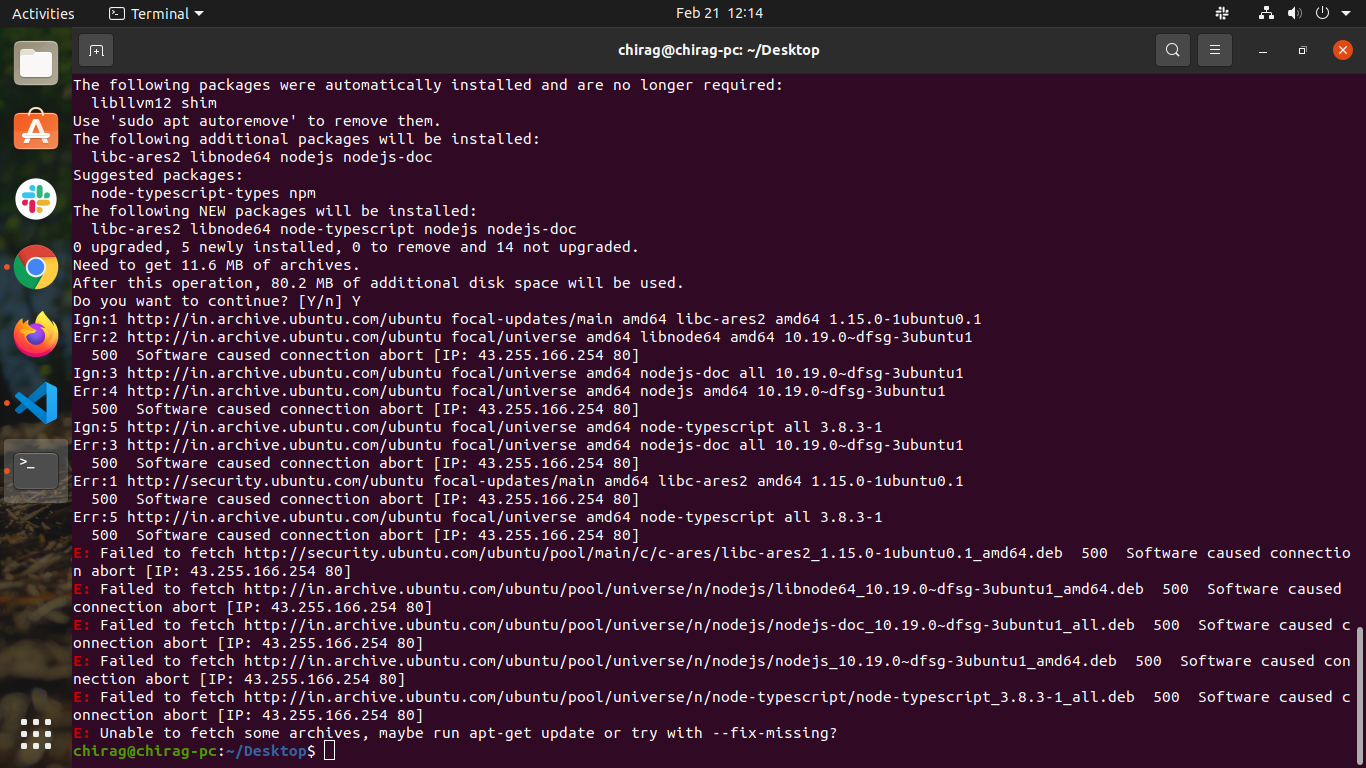 Activities
Terminal
Feb 21 12:14
chirag@chirag-pc: ~/Desktop
The following packages were automatically installed and are no longer required:
  libllvm12 shim
Use 'sudo apt autoremove' to remove them.
The following additional packages will be installed:
  libc-ares2 libnode64 nodejs nodejs-doc
Suggested packages:
  node-typescript-types npm
The following NEW packages will be installed:
  libc-ares2 libnode64 node-typescript nodejs nodejs-doc
0 upgraded, 5 newly installed, 0 to remove and 14 not upgraded.
Need to get 11.6 MB of archives.
After this operation, 80.2 MB of additional disk space will be used.
Do you want to continue? [Y/n] Y
Ign:1 http://in.archive.ubuntu.com/ubuntu focal-updates/main amd64 libc-ares2 amd64 1.15.0-1ubuntu0.1
Err:2 http://in.archive.ubuntu.com/ubuntu focal/universe amd64 libnode64 amd64 10.19.0~dfsg-3ubuntu1
  500  Software caused connection abort [IP: 43.255.166.254 80]
Ign:3 http://in.archive.ubuntu.com/ubuntu focal/universe amd64 nodejs-doc all 10.19.0~dfsg-3ubuntu1
Err:4 http://in.archive.ubuntu.com/ubuntu focal/universe amd64 nodejs amd64 10.19.0~dfsg-3ubuntu1
  500  Software caused connection abort [IP: 43.255.166.254 80]
Ign:5 http://in.archive.ubuntu.com/ubuntu focal/universe amd64 node-typescript all 3.8.3-1
Err:3 http://in.archive.ubuntu.com/ubuntu focal/universe amd64 nodejs-doc all 10.19.0~dfsg-3ubuntu1
  500  Software caused connection abort [IP: 43.255.166.254 80]
Err:1 http://security.ubuntu.com/ubuntu focal-updates/main amd64 libc-ares2 amd64 1.15.0-1ubuntu0.1
  500  Software caused connection abort [IP: 43.255.166.254 80]
Err:5 http://in.archive.ubuntu.com/ubuntu focal/universe amd64 node-typescript all 3.8.3-1
  500  Software caused connection abort [IP: 43.255.166.254 80]
E: Failed to fetch http://security.ubuntu.com/ubuntu/pool/main/c/c-ares/libc-ares2_1.15.0-1ubuntu0.1_amd64.deb  500  Software caused connectio
n abort [IP: 43.255.166.254 80]
E: Failed to fetch http://in.archive.ubuntu.com/ubuntu/pool/universe/n/nodejs/libnode64_10.19.0~dfsg-3ubuntu1_amd64.deb  500  Software caused
connection abort [IP: 43.255.166.254 80]
E: Failed to fetch http://in.archive.ubuntu.com/ubuntu/pool/universe/n/nodejs/nodejs-doc_10.19.0~dfsg-3ubuntu1_all.deb  500  Software caused c
onnection abort [IP: 43.255.166.254 80]
E: Failed to fetch http://in.archive.ubuntu.com/ubuntu/pool/universe/n/nodejs/nodejs_10.19.0~dfsg-3ubuntu1_amd64.deb  500  Software caused con
nection abort [IP: 43.255.166.254 80]
E: Failed to fetch http://in.archive.ubuntu.com/ubuntu/pool/universe/n/node-typescript/node-typescript_3.8.3-1_all.deb  500  Software caused c
onnection abort [IP: 43.255.166.254 80]
E: Unable to fetch some archives, maybe run apt-get update or try with --fix-missing?
chirag@chirag-pc:~/Desktop$